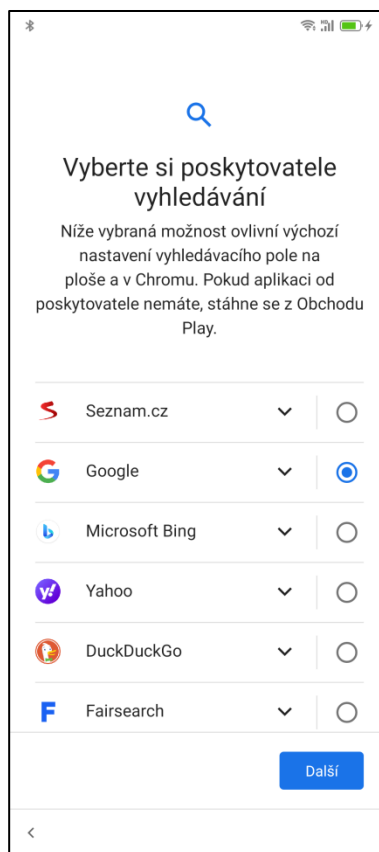 Vyberte si poskytovatele
vyhledávání
Níže vybraná možnost ovlivní výchozí
nastavení vyhledávacího pole na
ploše a v Chromu. Pokud aplikaci od
poskytovatele nemáte, stáhne se z Obchodu
Play.
Seznam.cz
Google
Microsoft Bing
Yahoo
DuckDuckGo
Fairsearch
Další